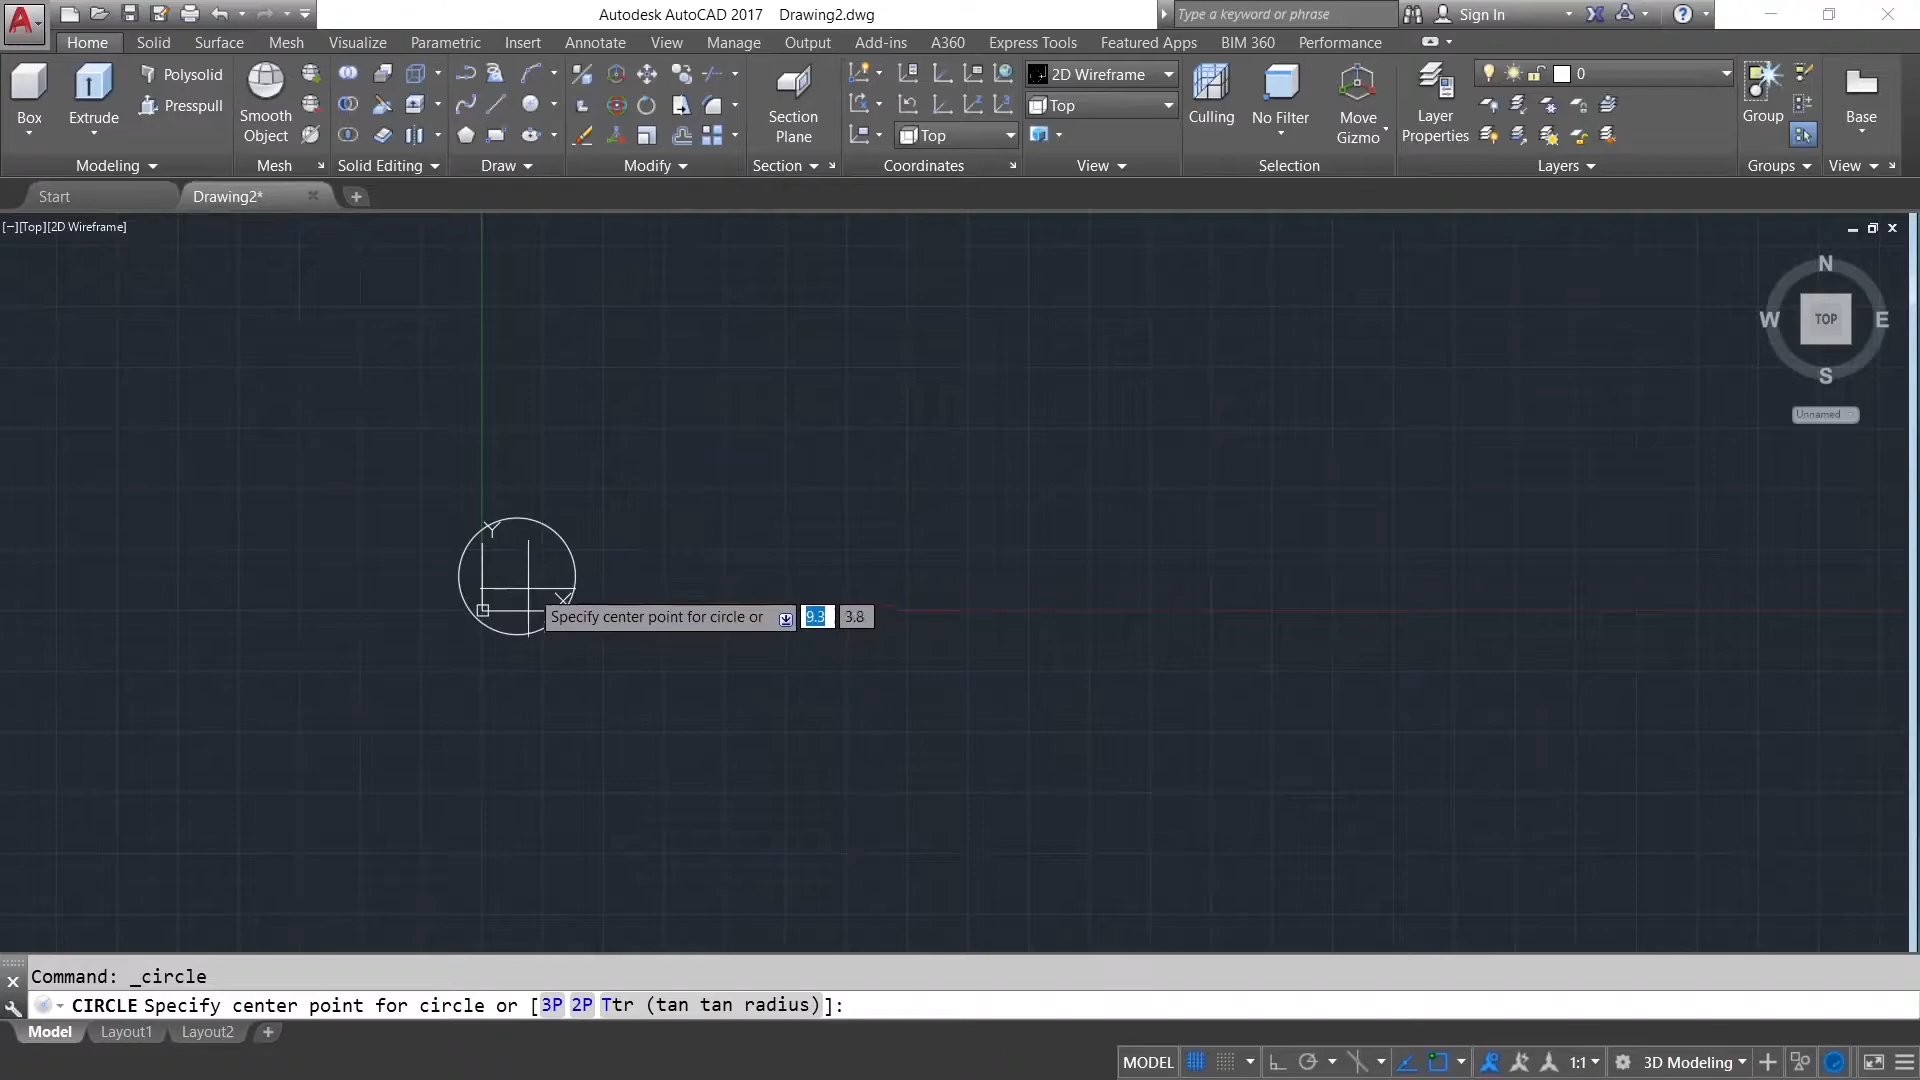 Autodesk AutoCAD 2017 Drawing2.dwg
Type a keyword or phrase
Sign In
Home Solid Surface Mesh Visualize Parametric Insert Annotate View Manage Output Add-ins A360 Express Tools Featured Apps BIM 360 Performance
Box
Extrude
Polysolid
Presspull
Smooth
Object
Section
Plane
Top
2D Wireframe
Top
Culling
No Filter
Move
Gizmo
Layer
Properties
0
Group
Base
Modeling Mesh Solid Editing Draw Modify Section Coordinates View Selection Layers Groups View
Start
Drawing2*
[−][Top][2D Wireframe]
N
W TOP E
S
Unnamed
Y
X
Specify center point for circle or 9.3 3.8
Command: _circle
CIRCLE Specify center point for circle or [3P 2P Ttr (tan tan radius)]:
Model Layout1 Layout2
MODEL 1:1 3D Modeling